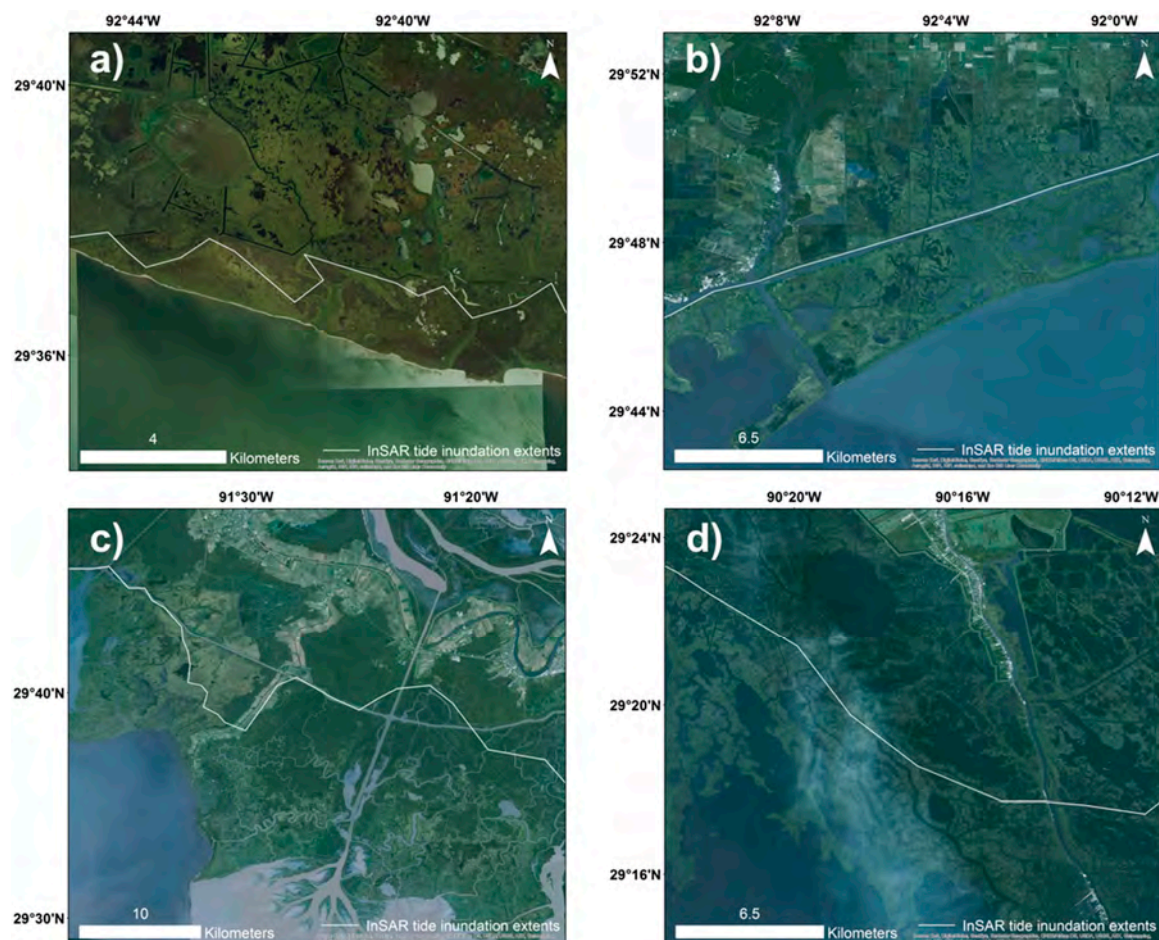 92°44'W 92°40'W
92°8'W 92°4'W 92°0'W
a)
N
b)
N
29°40'N
29°36'N
29°52'N
29°48'N
29°44'N
4
Kilometers
InSAR tide inundation extents
6.5
Kilometers
InSAR tide inundation extents
91°30'W 91°20'W
90°20'W 90°16'W 90°12'W
c)
N
d)
N
29°40'N
29°30'N
29°24'N
29°20'N
29°16'N
10
Kilometers
InSAR tide inundation extents
6.5
Kilometers
InSAR tide inundation extents